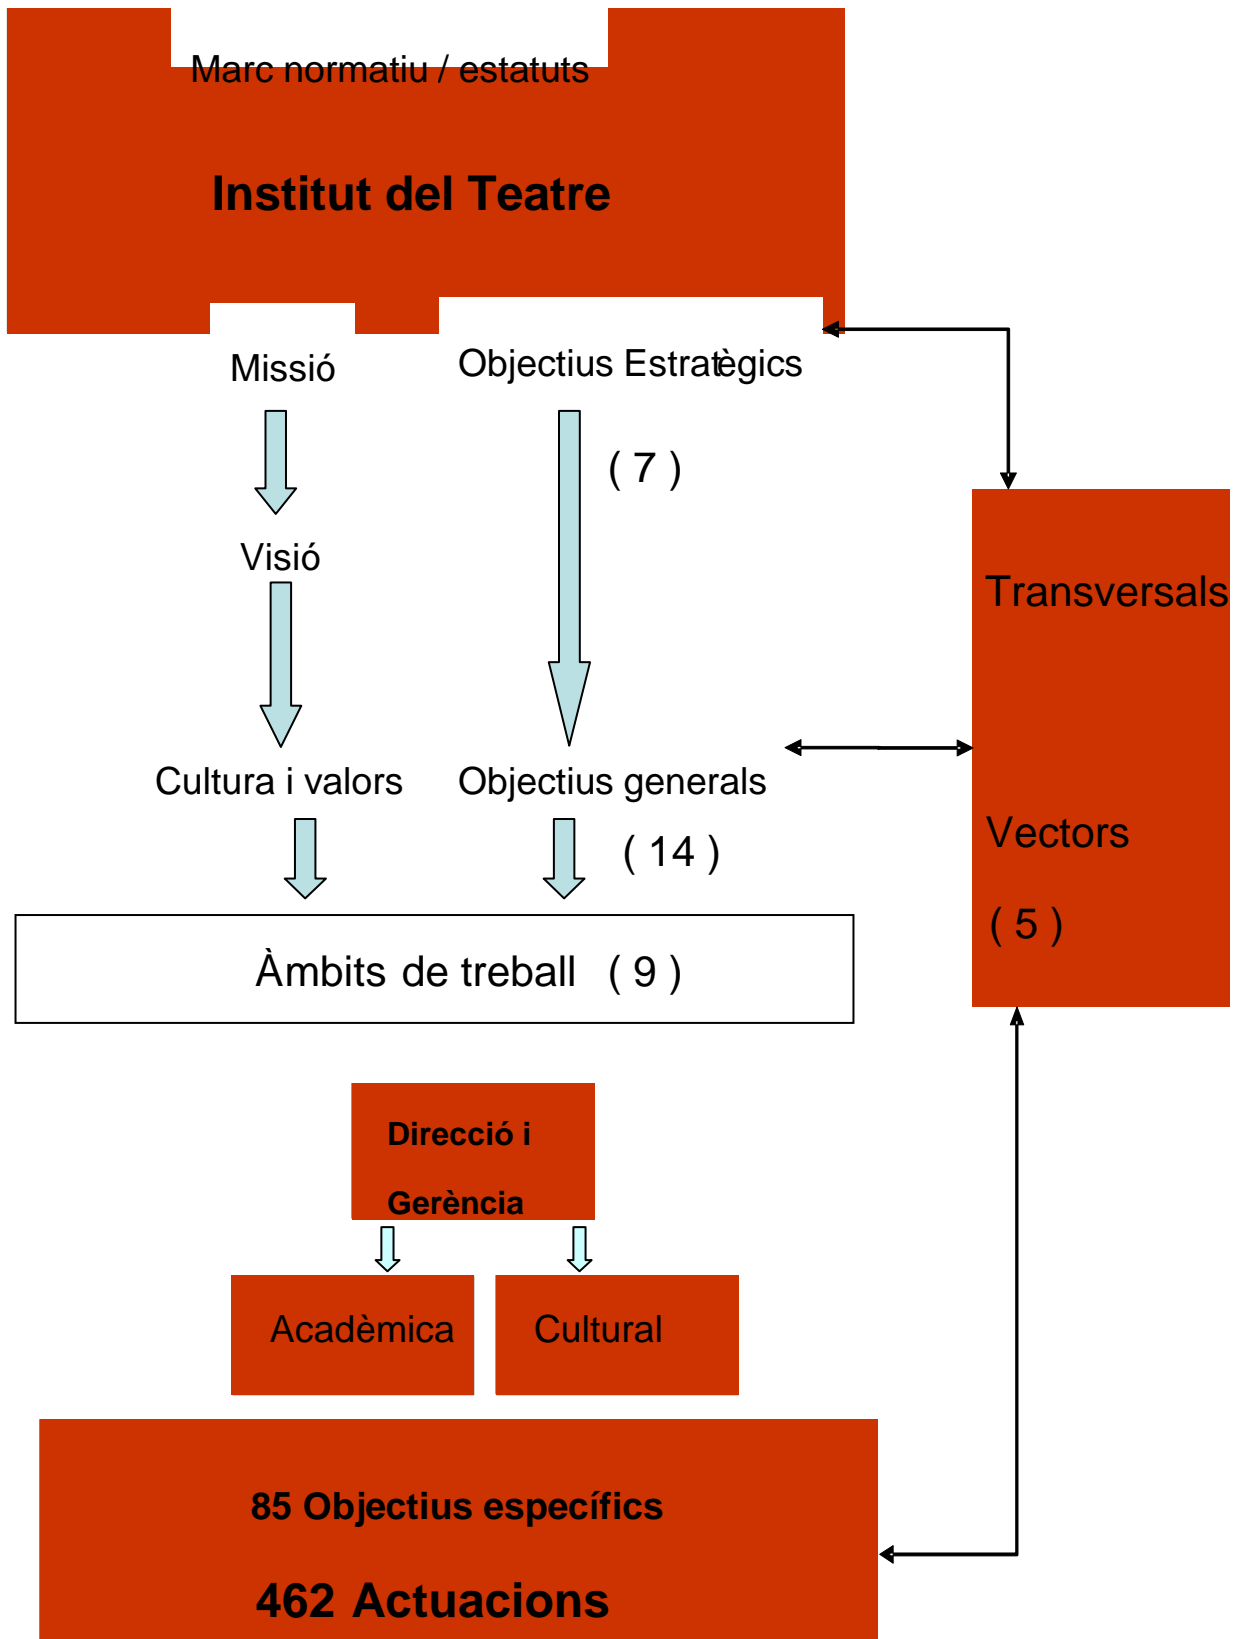 Marc normatiu / estatuts
Institut del Teatre
Missió
Objectius Estratègics
( 7 )
Visió
Transversals
Cultura i valors
Objectius generals
( 14 )
Vectors
( 5 )
Àmbits de treball ( 9 )
Direcció i
Gerència
Acadèmica
Cultural
85 Objectius específics
462 Actuacions